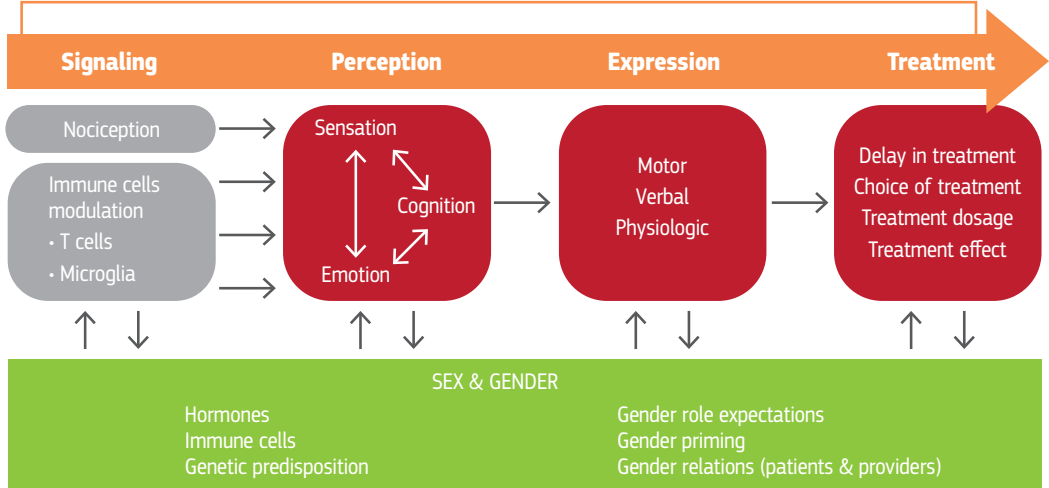 Signaling
Perception
Expression
Treatment
Nociception
Immune cells
modulation
• T cells
• Microglia
Sensation
Cognition
Emotion
Motor
Verbal
Physiologic
Delay in treatment
Choice of treatment
Treatment dosage
Treatment effect
SEX & GENDER
Hormones
Immune cells
Genetic predisposition
Gender role expectations
Gender priming
Gender relations (patients & providers)